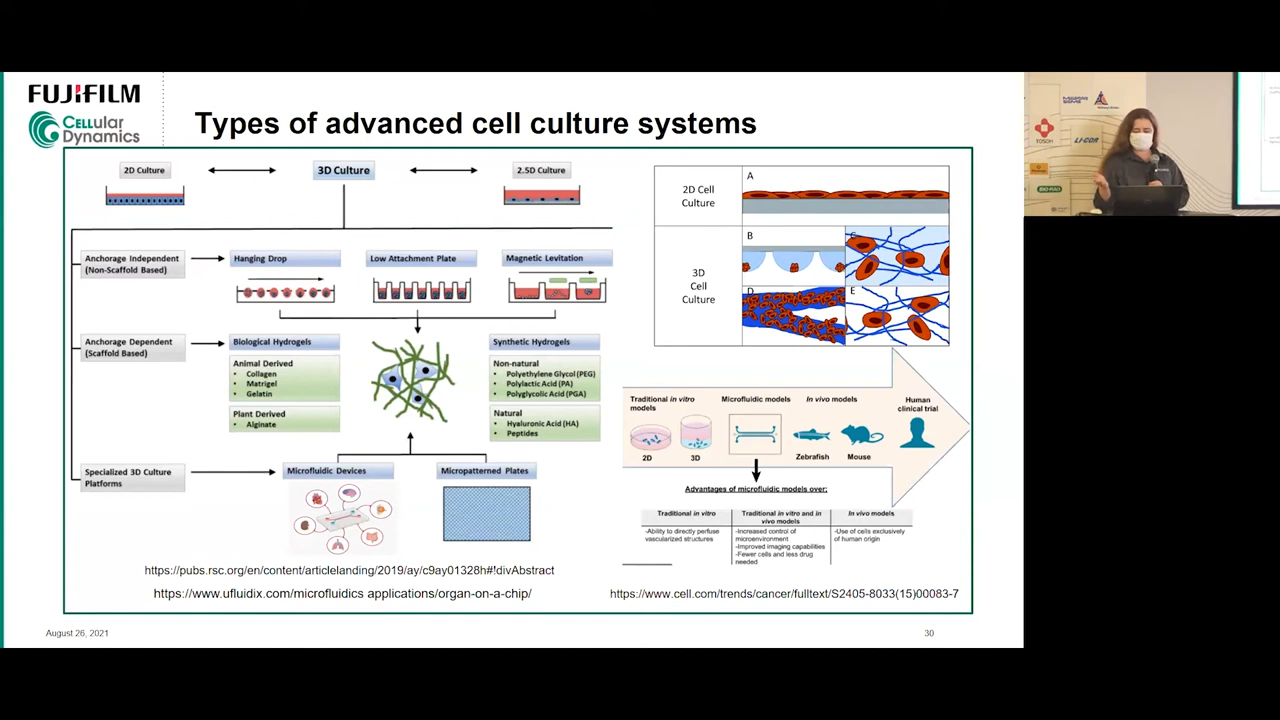 FUJIFILM
CELLular
Dynamics
Types of advanced cell culture systems
2D Culture
3D Culture
2.5D Culture
Anchorage Independent
(Non-Scaffold Based)
Hanging Drop
Low Attachment Plate
Magnetic Levitation
Anchorage Dependent
(Scaffold Based)
Biological Hydrogels
Animal Derived
• Collagen
• Matrigel
• Gelatin
Plant Derived
• Alginate
Synthetic Hydrogels
Non-natural
• Polyethylene Glycol (PEG)
• Polylactic Acid (PA)
• Polyglycolic Acid (PGA)
Natural
• Hyaluronic Acid (HA)
• Peptides
Specialized 3D Culture
Platforms
Microfluidic Devices
Micropatterned Plates
https://pubs.rsc.org/en/content/articlelanding/2019/ay/c9ay01328h#!divAbstract
https://www.ufluidix.com/microfluidics applications/organ-on-a-chip/
2D Cell
Culture
A
3D
Cell
Culture
B
C
D
E
Traditional in vitro
models
2D
3D
Microfluidic models
In vivo models
Zebrafish
Mouse
Human
clinical trial
Advantages of microfluidic models over:
Traditional in vitro
Traditional in vitro and in
vivo models
In vivo models
-Ability to directly perfuse
vascularized structures
-Increased control of
microenvironment
-Improved imaging capabilities
-Fewer cells and less drug
needed
-Use of cells exclusively
of human origin
https://www.cell.com/trends/cancer/fulltext/S2405-8033(15)00083-7
August 26, 2021
30
TOSOH
LI-COR
BIO-RAD